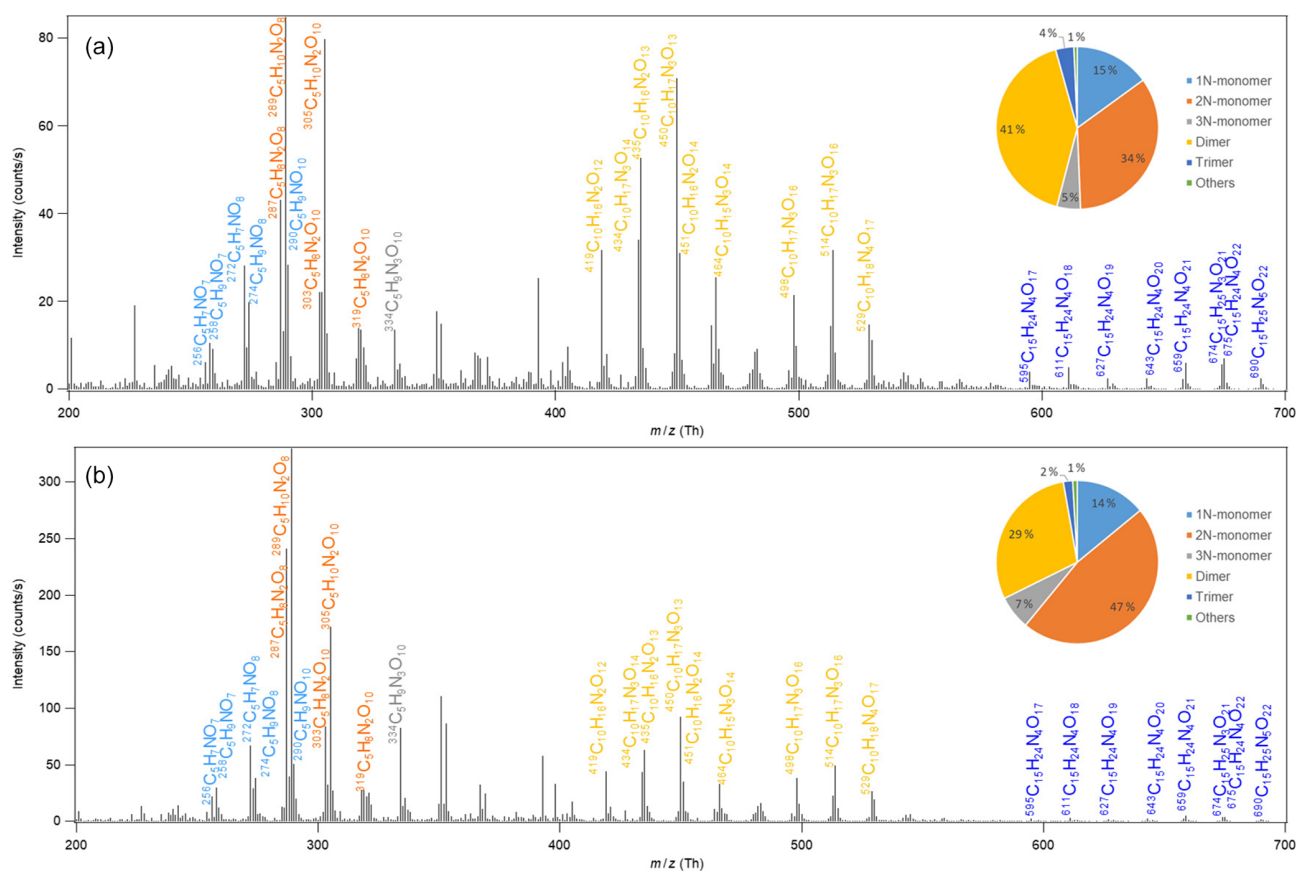 (a)
Intensity (counts/s)
80
60
40
20
0
200
300
400
500
600
700
m/z (Th)
256C5H7NO7
258C5H9NO7
272C5H7NO8
274C5H9NO8
287C5H8N2O8
289C5H10N2O8
290C5H9NO10
303C5H8N2O10
305C5H10N2O10
319C5H8N2O10
334C5H9N3O10
419C10H16N2O12
434C10H17N3O14
435C10H16N2O13
450C10H17N3O13
451C10H16N2O14
464C10H15N3O14
498C10H17N3O16
514C10H17N3O16
529C10H18N4O17
595C15H24N4O17
611C15H24N4O18
627C15H24N4O19
643C15H24N4O20
659C15H24N4O21
674C15H25N3O21
675C15H24N4O22
690C15H25N5O22
4%
1%
15%
41%
34%
5%
1N-monomer
2N-monomer
3N-monomer
Dimer
Trimer
Others
(b)
Intensity (counts/s)
300
250
200
150
100
50
0
200
300
400
500
600
700
m/z (Th)
256C5H7NO7
258C5H9NO7
272C5H7NO8
274C5H9NO8
287C5H8N2O8
289C5H10N2O8
290C5H9NO10
303C5H8N2O10
305C5H10N2O10
319C5H8N2O10
334C5H9N3O10
419C10H16N2O12
434C10H17N3O14
435C10H16N2O13
450C10H17N3O13
451C10H16N2O14
464C10H15N3O14
498C10H17N3O16
514C10H17N3O16
529C10H18N4O17
595C15H24N4O17
611C15H24N4O18
627C15H24N4O19
643C15H24N4O20
659C15H24N4O21
674C15H25N3O21
675C15H24N4O22
690C15H25N5O22
2%
1%
14%
29%
7%
47%
1N-monomer
2N-monomer
3N-monomer
Dimer
Trimer
Others